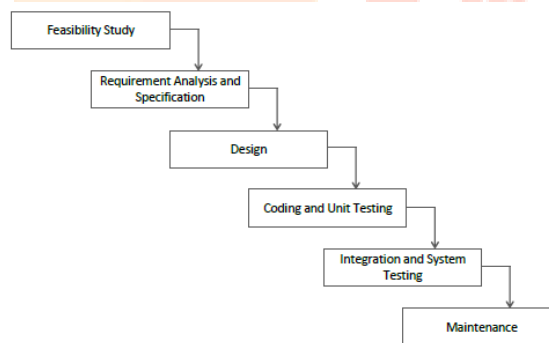 Feasibility Study
Requirement Analysis and
Specification
Design
Coding and Unit Testing
Integration and System
Testing
Maintenance